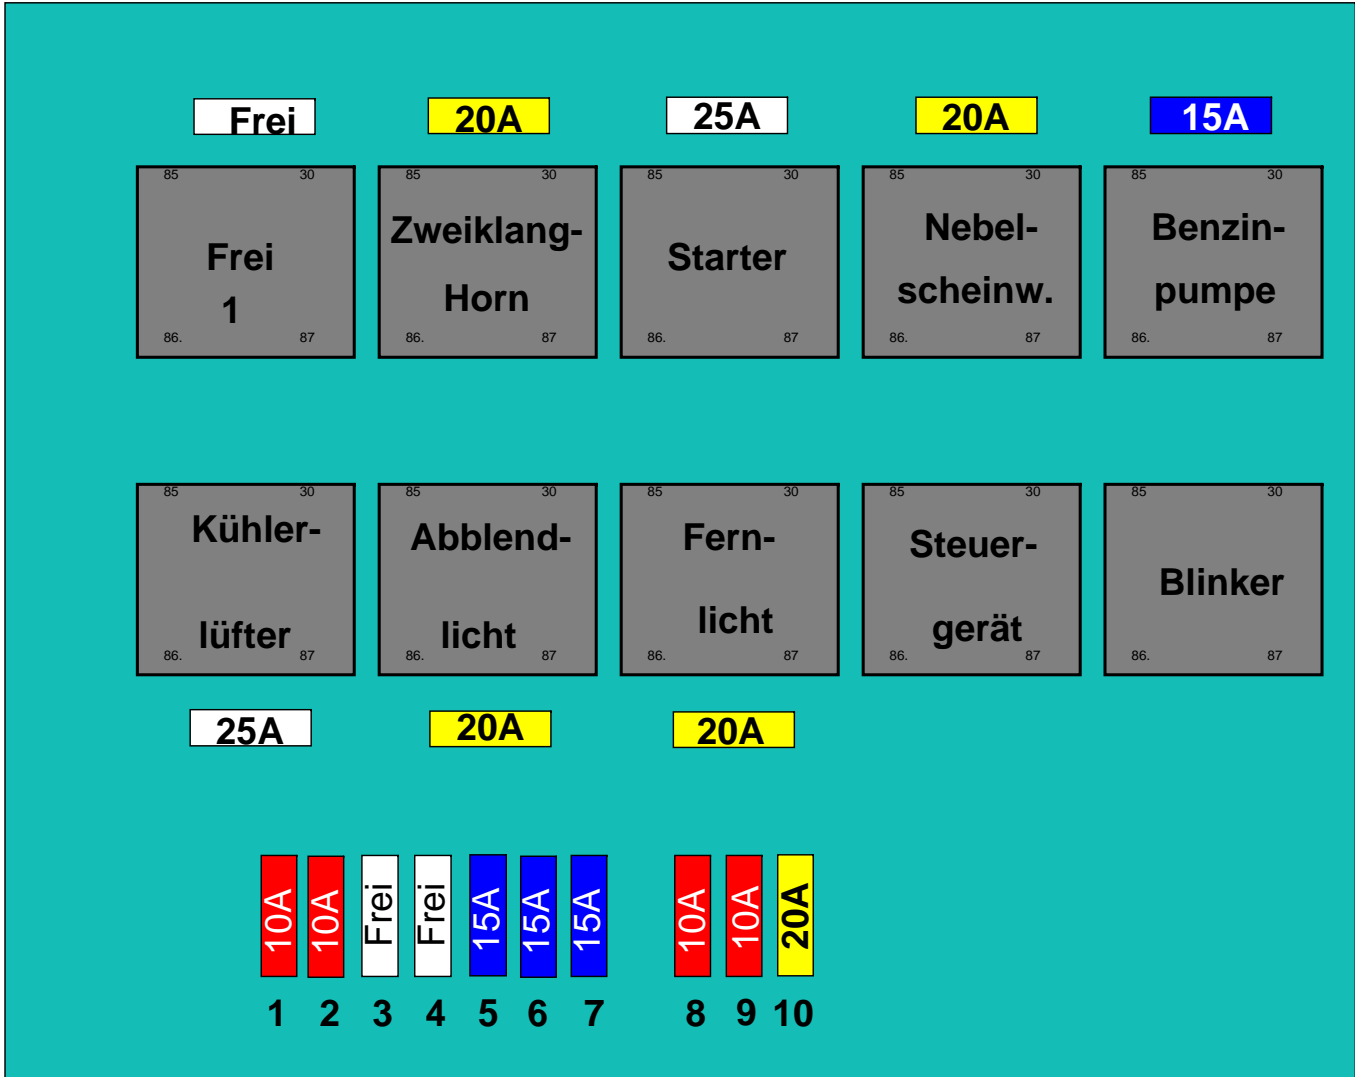 Frei 20A 25A 20A 15A
85 30 85 30 85 30 85 30 85 30
Frei
1
Zweiklang-
Horn
Starter
Nebel-
scheinw.
Benzin-
pumpe
86. 87 86. 87 86. 87 86. 87 86. 87
85 30 85 30 85 30 85 30 85 30
Kühler-
lüfter
Abblend-
licht
Fern-
licht
Steuer-
gerät
Blinker
86. 87 86. 87 86. 87 86. 87 86. 87
25A 20A 20A
10A 10A Frei Frei 15A 15A 15A 10A 10A 20A
1 2 3 4 5 6 7 8 9 10